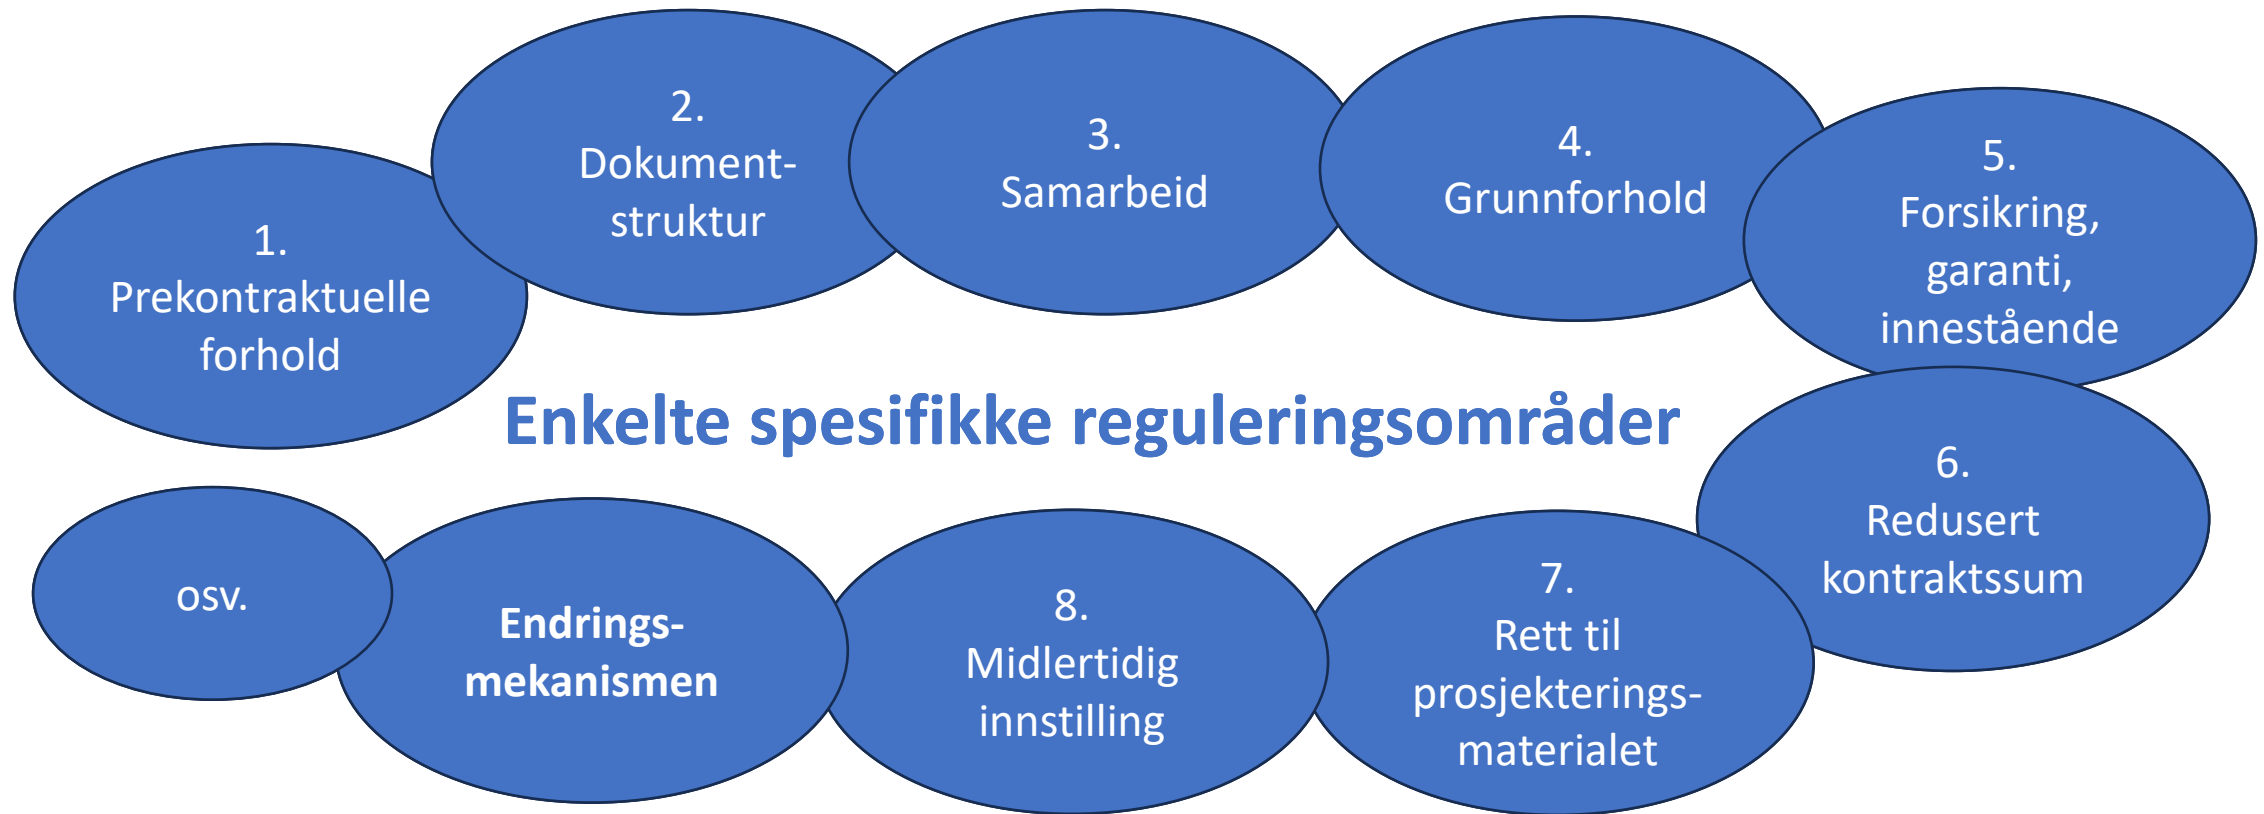 1.
Prekontraktuelle
forhold
2.
Dokument-
struktur
3.
Samarbeid
4.
Grunnforhold
5.
Forsikring,
garanti,
innestående
Enkelte spesifikke reguleringsområder
6.
Redusert
kontraktssum
7.
Rett til
prosjekterings-
materialet
8.
Midlertidig
innstilling
Endrings-
mekanismen
osv.